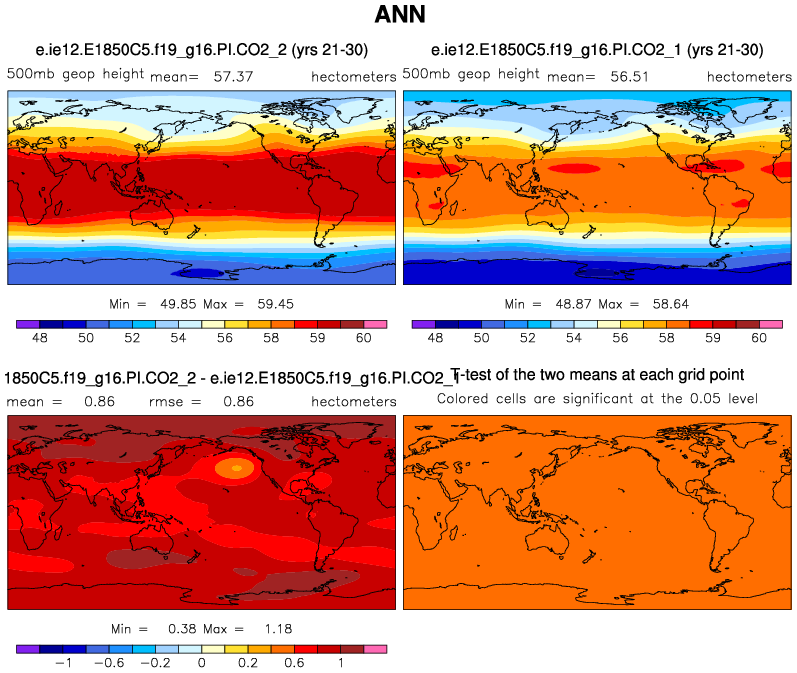 ANN
e.ie12.E1850C5.f19_g16.PI.CO2_2 (yrs 21-30)
500mb geop height mean= 57.37 hectometers
Min = 49.85 Max = 59.45
48 50 52 54 56 58 59 60
e.ie12.E1850C5.f19_g16.PI.CO2_1 (yrs 21-30)
500mb geop height mean= 56.51 hectometers
Min = 48.87 Max = 58.64
48 50 52 54 56 58 59 60
1850C5.f19_g16.PI.CO2_2 - e.ie12.E1850C5.f19_g16.PI.CO2_
mean = 0.86 rmse = 0.86 hectometers
Min = 0.38 Max = 1.18
-1 -0.6 -0.2 0 0.2 0.6 1
T-test of the two means at each grid point
Colored cells are significant at the 0.05 level